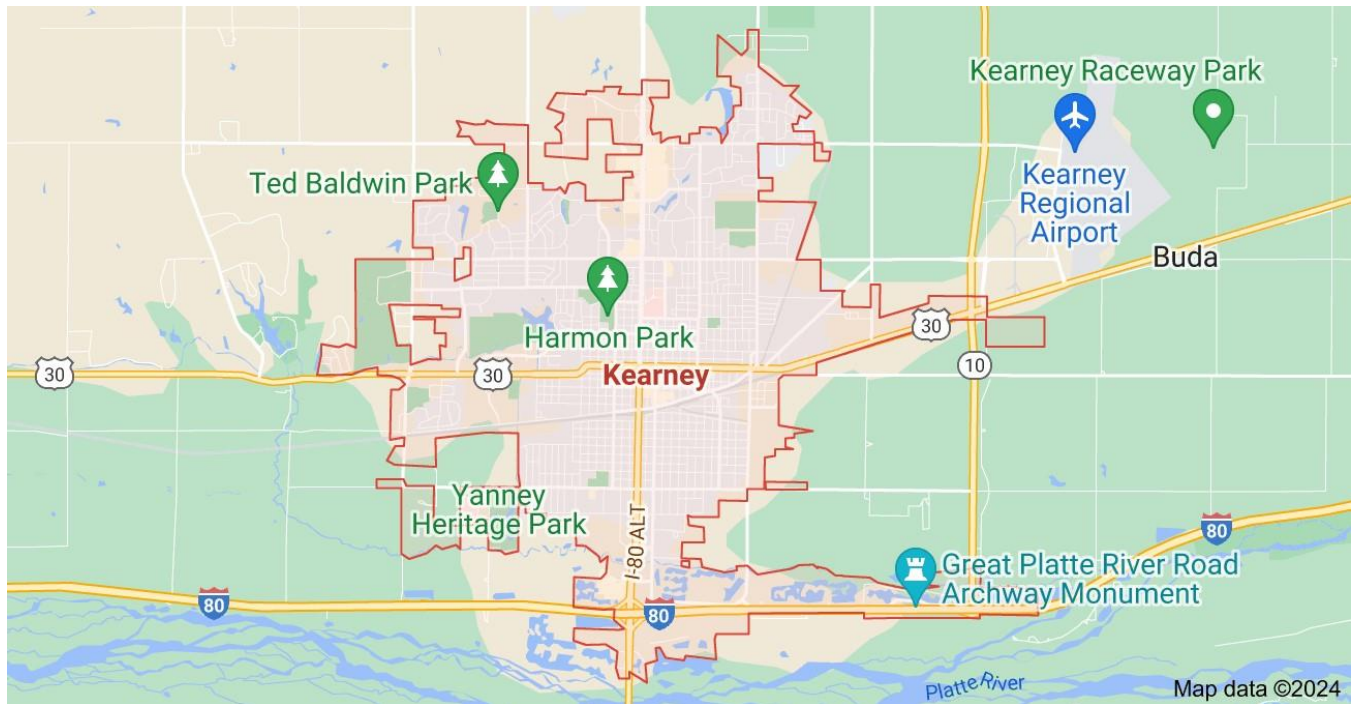 Kearney Raceway Park
Ted Baldwin Park
Kearney
Regional
Airport
Buda
Harmon Park
30
30
30
Kearney
10
Yanney
Heritage Park
I-80 ALT
80
Great Platte River Road
Archway Monument
80
80
Platte River
Map data ©2024